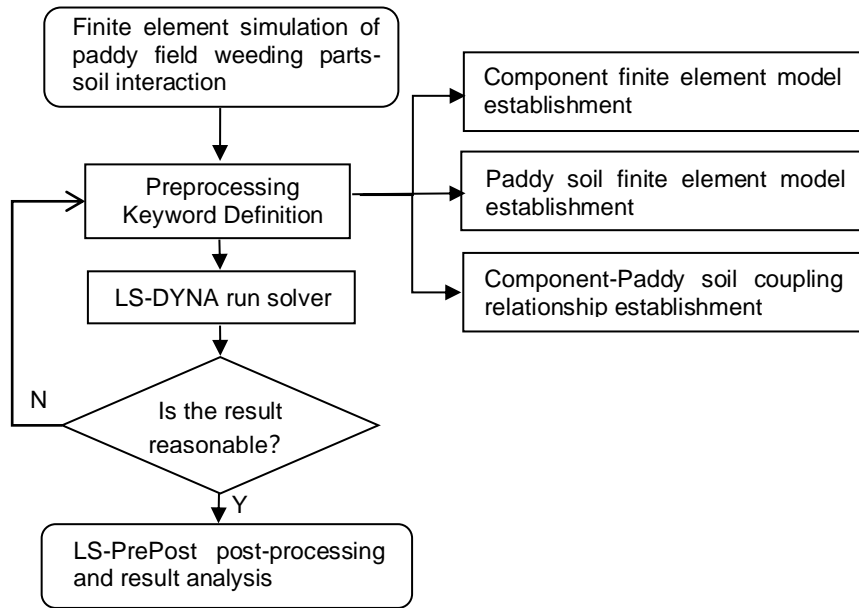 Finite element simulation of
paddy field weeding parts-
soil interaction
Component finite element model
establishment
Preprocessing
Keyword Definition
Paddy soil finite element model
establishment
LS-DYNA run solver
Component-Paddy soil coupling
relationship establishment
N
Is the result
reasonable?
Y
LS-PrePost post-processing
and result analysis